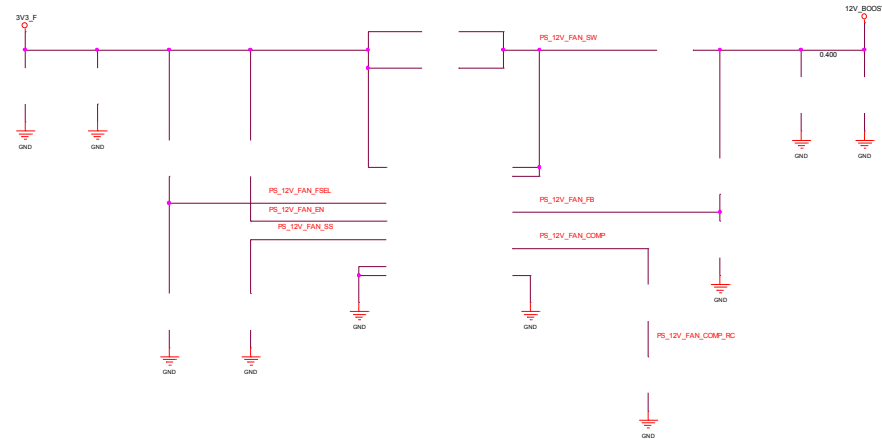 12V_BOOS
3V3_F
PS_12V_FAN_SW
0.400
GND
GND
GND
GND
PS_12V_FAN_FSEL
PS_12V_FAN_EN
PS_12V_FAN_SS
PS_12V_FAN_FB
PS_12V_FAN_COMP
GND
GND
GND
PS_12V_FAN_COMP_RC
GND
GND
GND